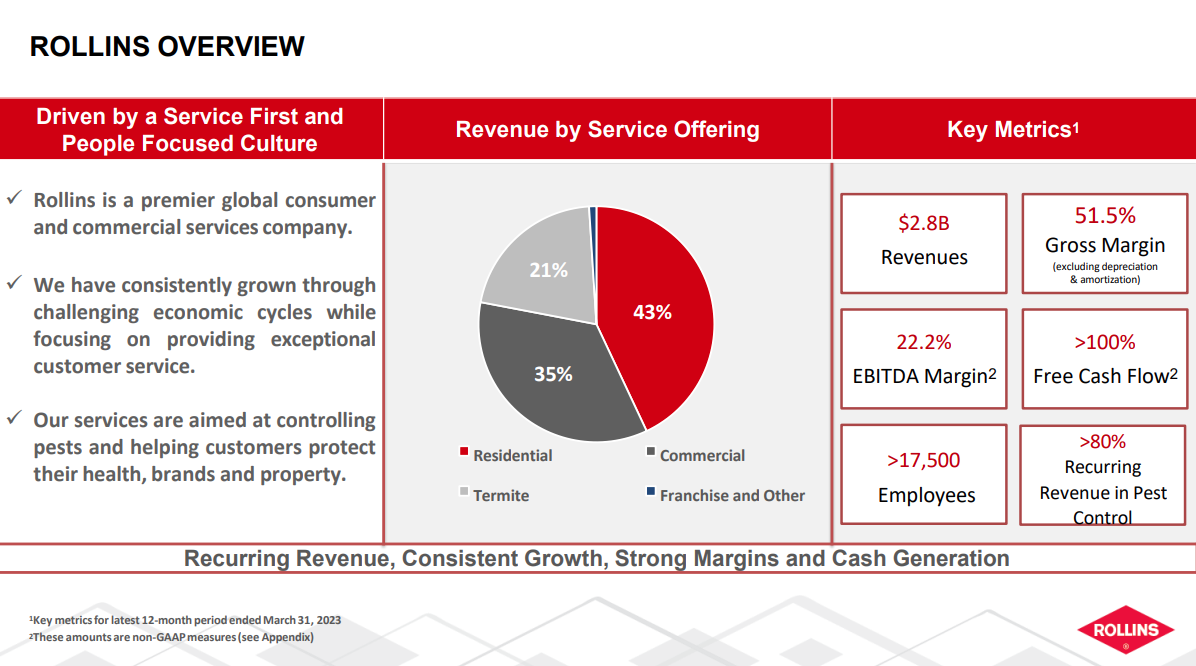 ROLLINS OVERVIEW
Driven by a Service First and
People Focused Culture
Revenue by Service Offering
Key Metrics¹
✓ Rollins is a premier global consumer
and commercial services company.
✓ We have consistently grown through
challenging economic cycles while
focusing on providing exceptional
customer service.
✓ Our services are aimed at controlling
pests and helping customers protect
their health, brands and property.
21%
43%
35%
Residential
Commercial
Termite
Franchise and Other
$2.8B
Revenues
51.5%
Gross Margin
(excluding depreciation
& amortization)
22.2%
EBITDA Margin²
>100%
Free Cash Flow²
>17,500
Employees
>80%
Recurring
Revenue in Pest
Control
Recurring Revenue, Consistent Growth, Strong Margins and Cash Generation
¹Key metrics for latest 12-month period ended March 31, 2023
²These amounts are non-GAAP measures (see Appendix)
ROLLINS
®